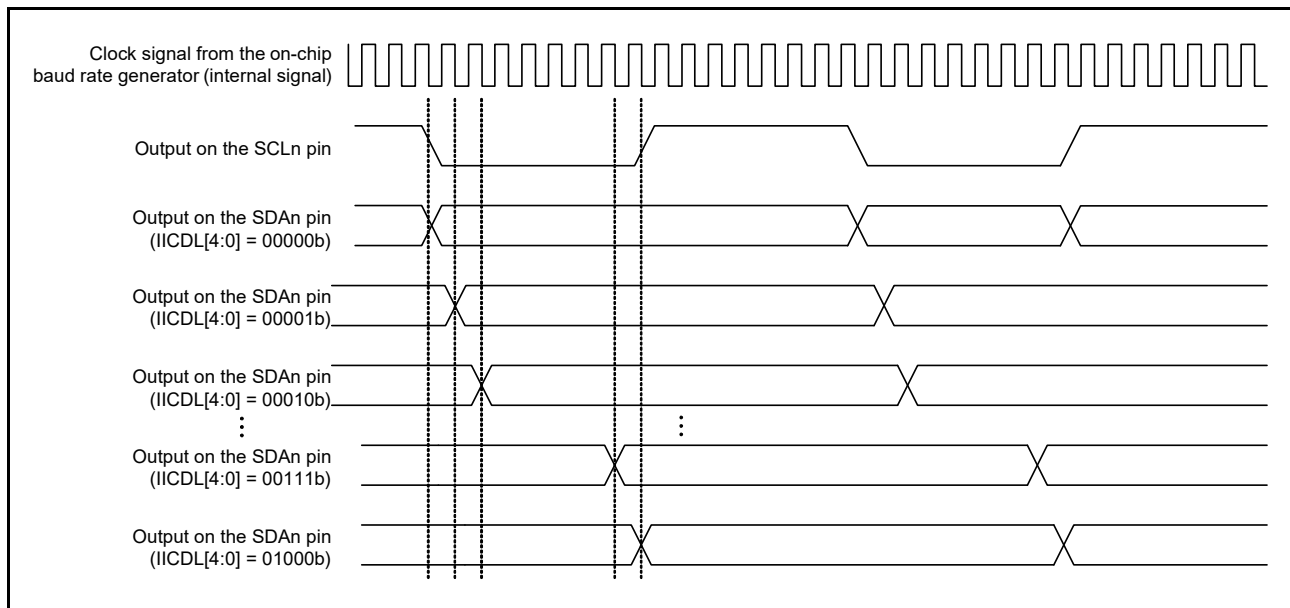 Clock signal from the on-chip
baud rate generator (internal signal)
Output on the SCLn pin
Output on the SDAn pin
(IICDL[4:0] = 00000b)
Output on the SDAn pin
(IICDL[4:0] = 00001b)
Output on the SDAn pin
(IICDL[4:0] = 00010b)
Output on the SDAn pin
(IICDL[4:0] = 00111b)
Output on the SDAn pin
(IICDL[4:0] = 01000b)